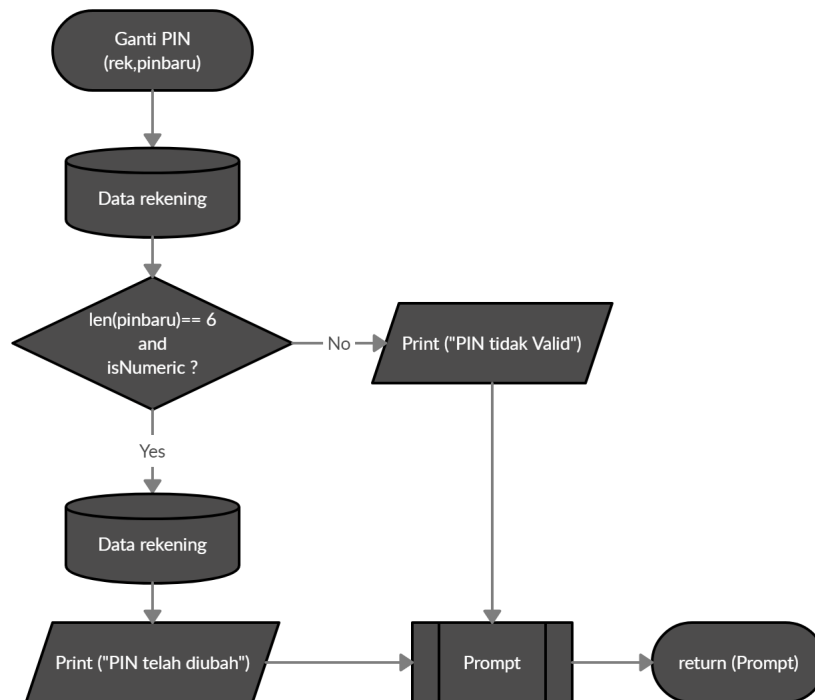 Ganti PIN
(rek,pinbaru)
Data rekening
len(pinbaru)== 6
and
isNumeric ?
No
Print ("PIN tidak Valid")
Yes
Data rekening
Print ("PIN telah diubah")
Prompt
return (Prompt)